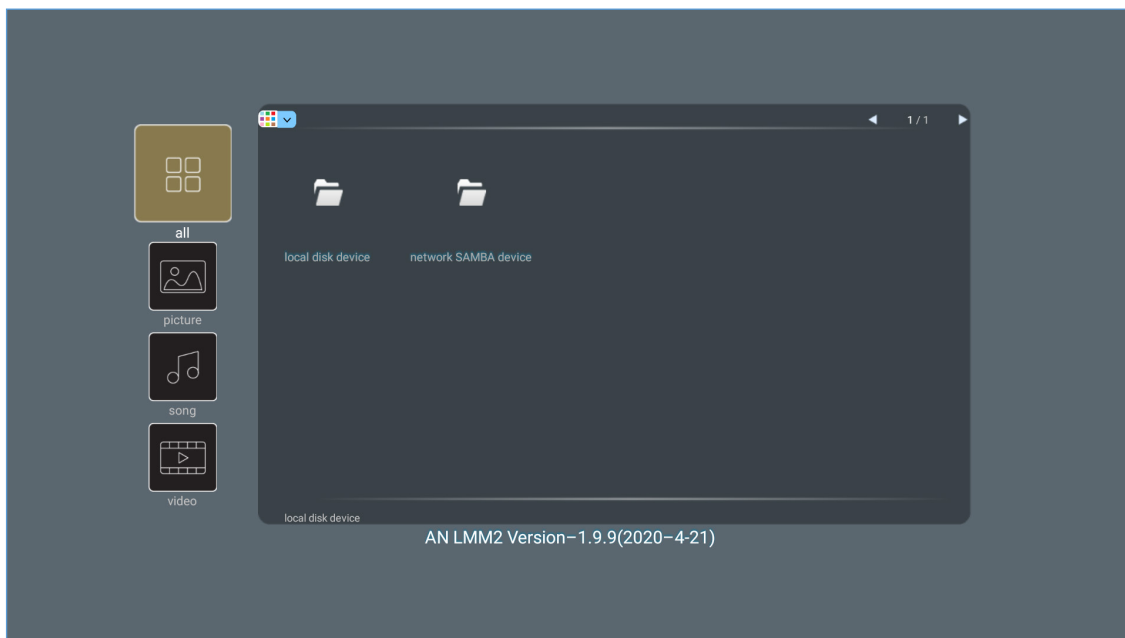 1 / 1
all
local disk device
network SAMBA device
picture
song
video
local disk device
AN LMM2 Version–1.9.9(2020–4-21)